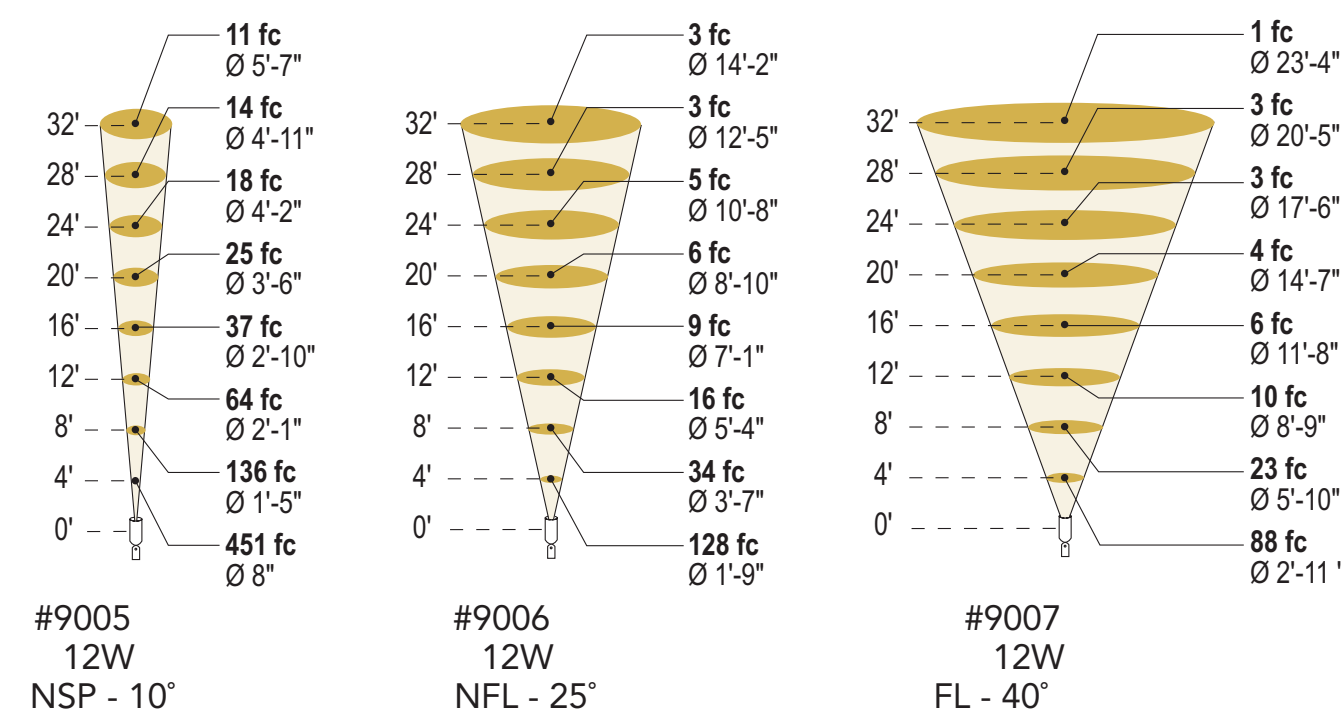 11 fc
Ø 5'-7"
14 fc
Ø 4'-11"
18 fc
Ø 4'-2"
25 fc
Ø 3'-6"
37 fc
Ø 2'-10"
64 fc
Ø 2'-1"
136 fc
Ø 1'-5"
451 fc
Ø 8"
32'
28'
24'
20'
16'
12'
8'
4'
0'
#9005
12W
NSP - 10°
3 fc
Ø 14'-2"
3 fc
Ø 12'-5"
5 fc
Ø 10'-8"
6 fc
Ø 8'-10"
9 fc
Ø 7'-1"
16 fc
Ø 5'-4"
34 fc
Ø 3'-7"
128 fc
Ø 1'-9"
32'
28'
24'
20'
16'
12'
8'
4'
0'
#9006
12W
NFL - 25°
1 fc
Ø 23'-4"
3 fc
Ø 20'-5"
3 fc
Ø 17'-6"
4 fc
Ø 14'-7"
6 fc
Ø 11'-8"
10 fc
Ø 8'-9"
23 fc
Ø 5'-10"
88 fc
Ø 2'-11 '
32'
28'
24'
20'
16'
12'
8'
4'
0'
#9007
12W
FL - 40°